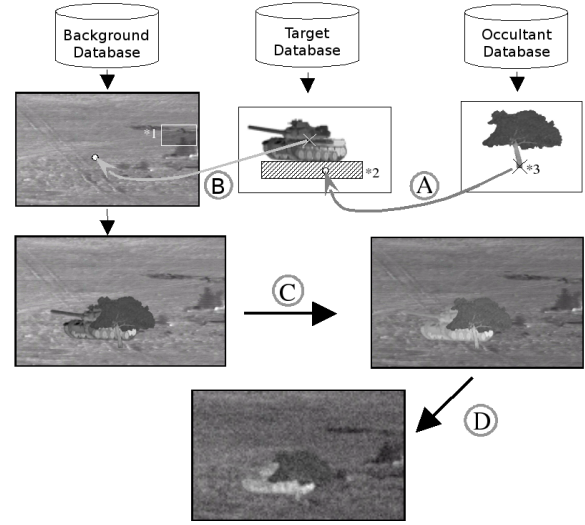 Background
Database
Target
Database
Occultant
Database
*1
*2
*3
B
A
C
D